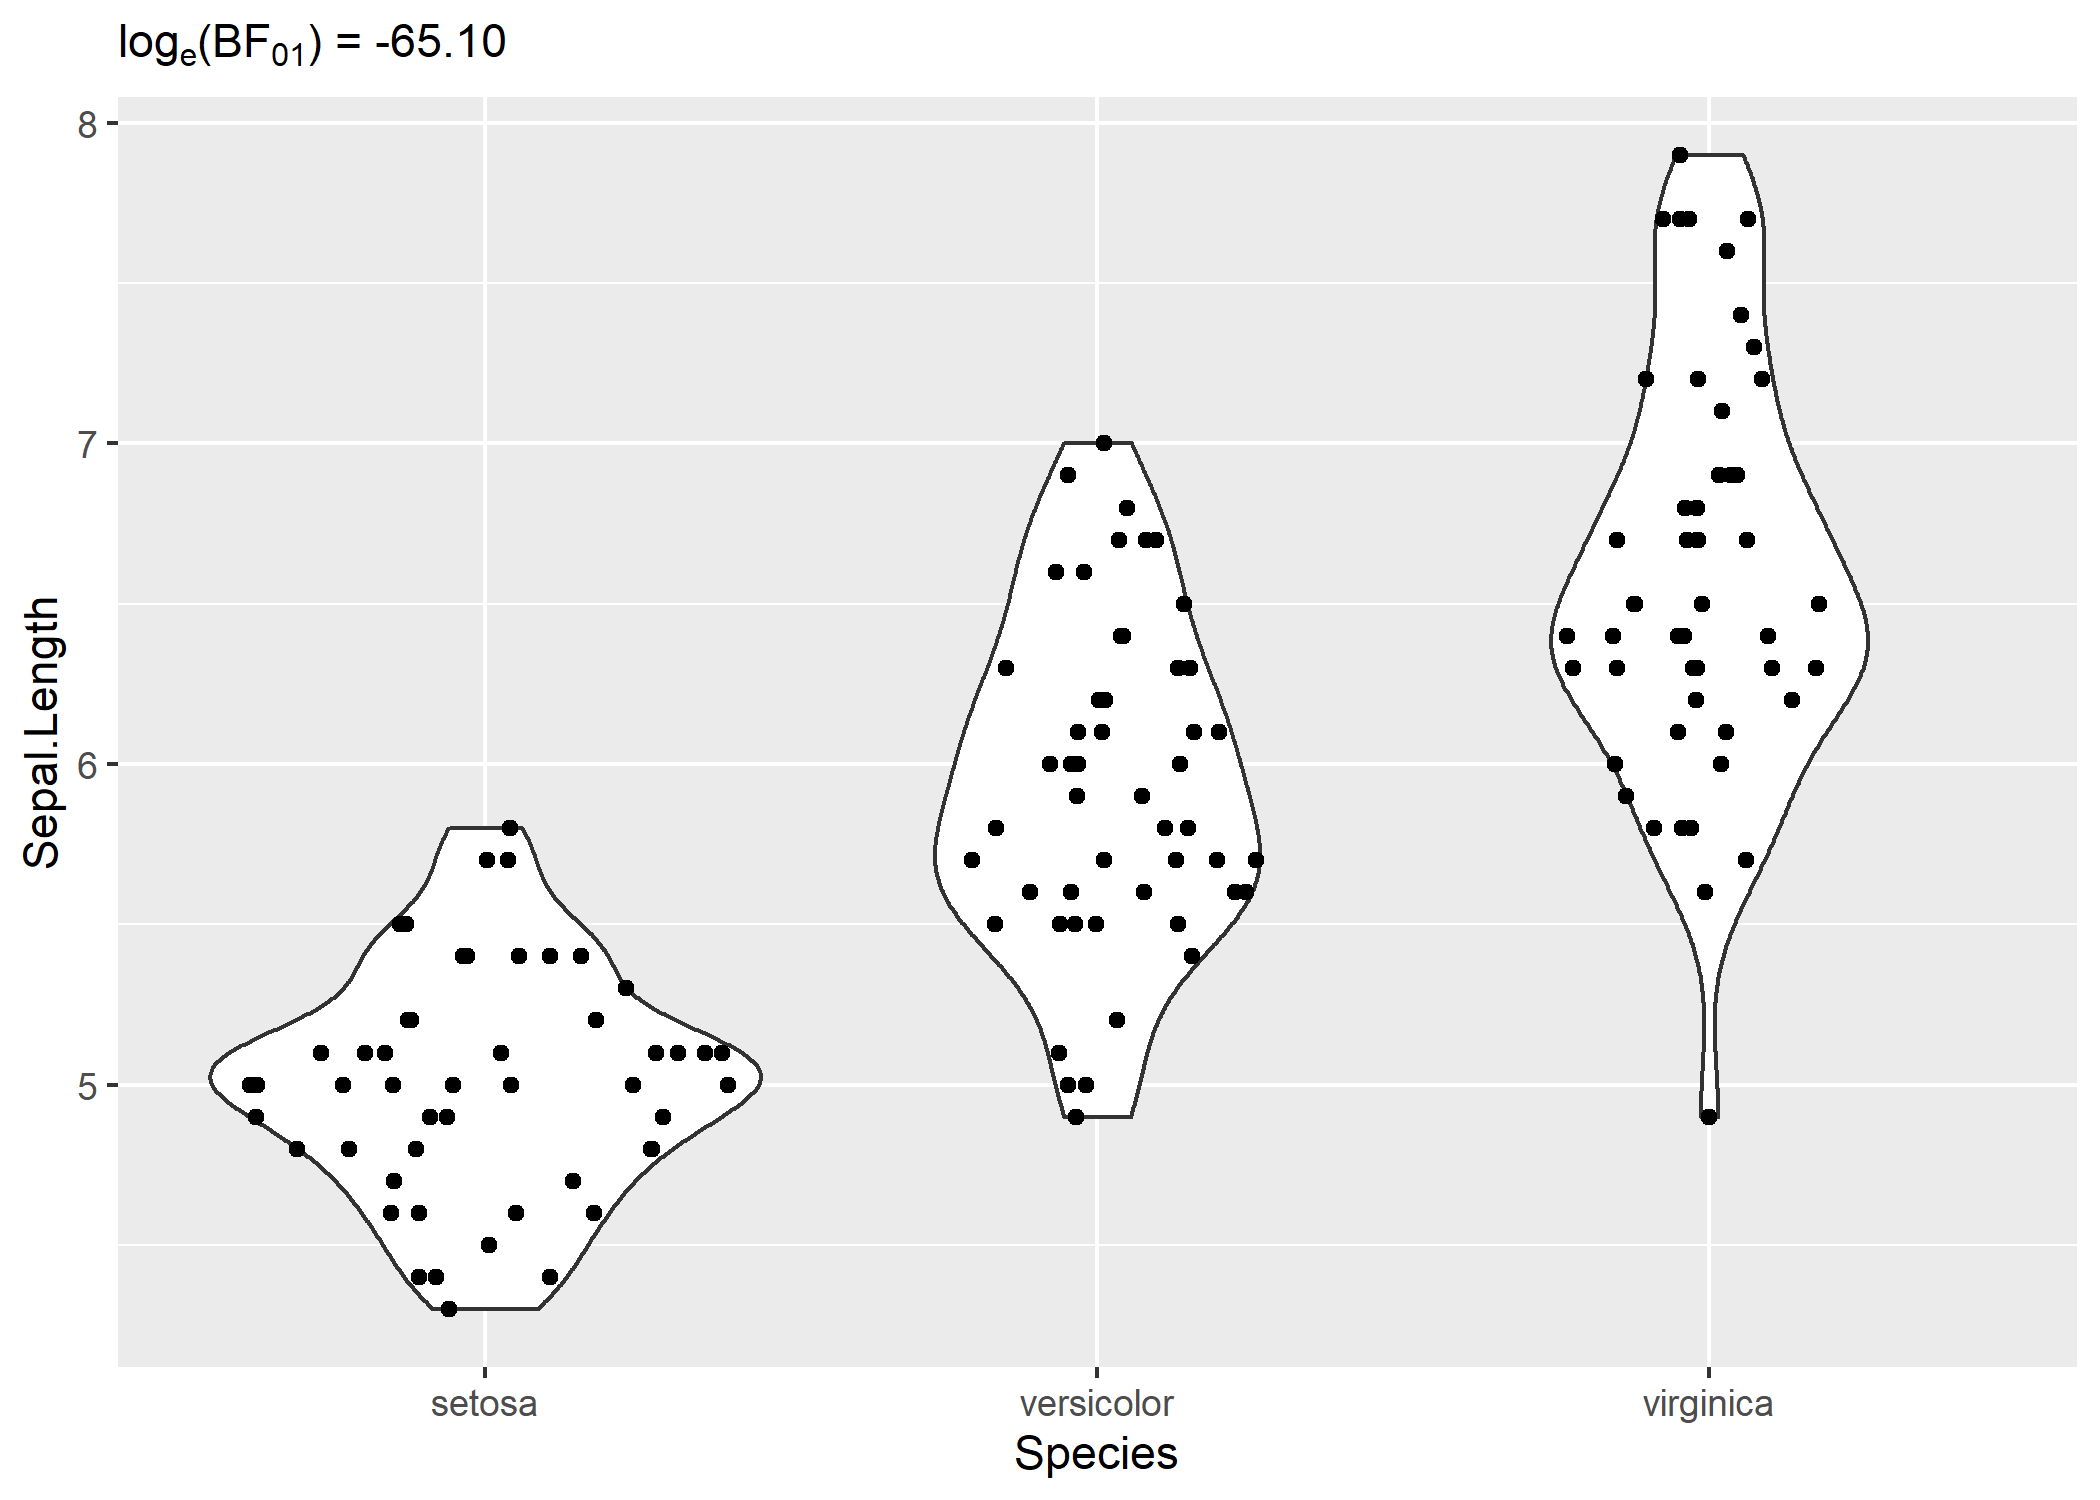 logₑ(BF₀₁) = -65.10
8
7
6
5
Sepal.Length
setosa versicolor virginica
Species